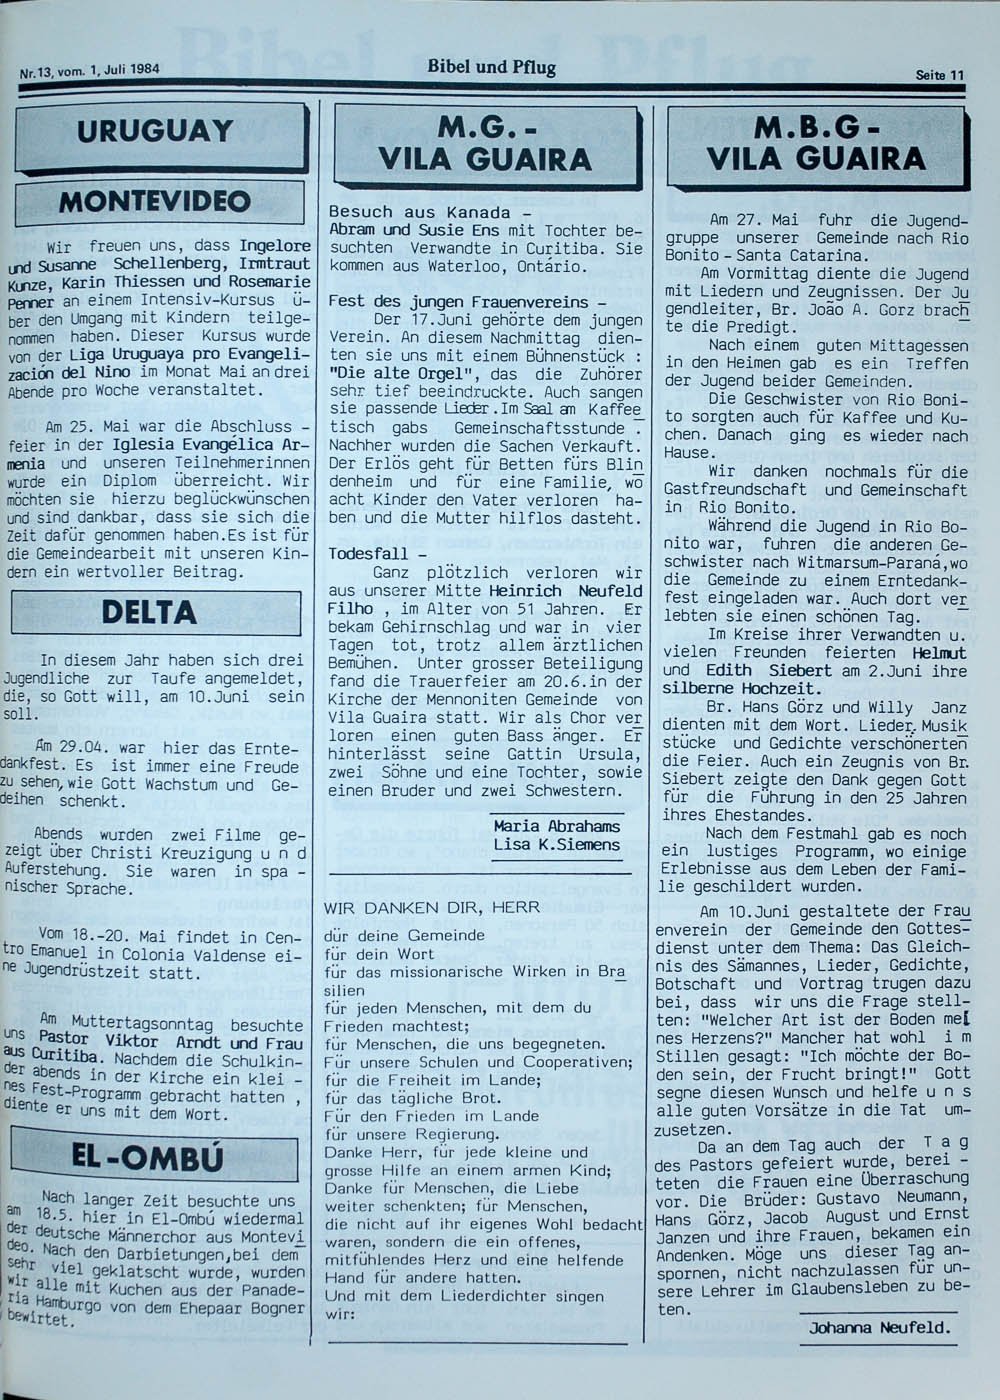 Nr.13, vom. 1, Juli 1984
Bibel und Pflug
Seite 11
URUGUAY
MONTEVIDEO
Wir freuen uns, dass Ingelore
und Susanne Schellenberg, Irmtraut
Kunze, Karin Thiessen und Rosemarie
Penner an einem Intensiv-Kursus ü-
ber den Umgang mit Kindern teilge-
nommen haben. Dieser Kursus wurde
von der Liga Uruguaya pro Evangeli-
zación del Nino im Monat Mai an drei
Abende pro Woche veranstaltet.
Am 25. Mai war die Abschluss -
feier in der Iglesia Evangélica Ar-
menia und unseren Teilnehmerinnen
wurde ein Diplom überreicht. Wir
möchten sie hierzu beglückwünschen
und sind dankbar, dass sie sich die
Zeit dafür genommen haben.Es ist für
die Gemeindearbeit mit unseren Kin-
dern ein wertvoller Beitrag.
DELTA
In diesem Jahr haben sich drei
Jugendliche zur Taufe angemeldet,
die, so Gott will, am 10.Juni sein
soll.
Am 29.04. war hier das Ernte-
dankfest. Es ist immer eine Freude
zu sehen, wie Gott Wachstum und Ge-
deihen schenkt.
Abends wurden zwei Filme ge-
zeigt über Christi Kreuzigung u n d
Auferstehung. Sie waren in spa -
nischer Sprache.
Vom 18.-20. Mai findet in Cen-
tro Emanuel in Colonia Valdense ei-
ne Jugendrüstzeit statt.
Am Muttertagsonntag besuchte
uns Pastor Viktor Arndt und Frau
aus Curitiba. Nachdem die Schulkin-
der abends in der Kirche ein klei -
nes Fest-Programm gebracht hatten ,
diente er uns mit dem Wort.
EL-OMBÚ
Nach langer Zeit besuchte uns
am 18.5. hier in El-Ombú wiedermal
der deutsche Männerchor aus Montevi
deo. Nach den Darbietungen, bei dem
sehr viel geklatscht wurde, wurden
wir alle mit Kuchen aus der Panade-
ria Hamburgo von dem Ehepaar Bogner
bewirtet.
M.G.-
VILA GUAIRA
Besuch aus Kanada -
Abram und Susie Ens mit Tochter be-
suchten Verwandte in Curitiba. Sie
kommen aus Waterloo, Ontário.
Fest des jungen Frauenvereins -
Der 17.Juni gehörte dem jungen
Verein. An diesem Nachmittag dien-
ten sie uns mit einem Bühnenstück :
"Die alte Orgel", das die Zuhörer
sehr tief beeindruckte. Auch sangen
sie passende Lieder. Im Saal am Kaffee
tisch gabs Gemeinschaftsstunde .
Nachher wurden die Sachen Verkauft.
Der Erlös geht für Betten fürs Blin
denheim und für eine Familie, wo
acht Kinder den Vater verloren ha-
ben und die Mutter hilflos dasteht.
Todesfall -
Ganz plötzlich verloren wir
aus unserer Mitte Heinrich Neufeld
Filho , im Alter von 51 Jahren. Er
bekam Gehirnschlag und war in vier
Tagen tot, trotz allem ärztlichen
Bemühen. Unter grosser Beteiligung
fand die Trauerfeier am 20.6.in der
Kirche der Mennoniten Gemeinde von
Vila Guaira statt. Wir als Chor ver
loren einen guten Bass änger. Er
hinterlässt seine Gattin Ursula,
zwei Söhne und eine Tochter, sowie
einen Bruder und zwei Schwestern.
Maria Abrahams
Lisa K.Siemens
WIR DANKEN DIR, HERR
dür deine Gemeinde
für dein Wort
für das missionarische Wirken in Bra
silien
für jeden Menschen, mit dem du
Frieden machtest;
für Menschen, die uns begegneten.
Für unsere Schulen und Cooperativen;
für die Freiheit im Lande;
für das tägliche Brot.
Für den Frieden im Lande
für unsere Regierung.
Danke Herr, für jede kleine und
grosse Hilfe an einem armen Kind;
Danke für Menschen, die Liebe
weiter schenkten; für Menschen,
die nicht auf ihr eigenes Wohl bedacht
waren, sondern die ein offenes,
mitfühlendes Herz und eine helfende
Hand für andere hatten.
Und mit dem Liederdichter singen
wir:
M.B.G-
VILA GUAIRA
Am 27. Mai fuhr die Jugend-
gruppe unserer Gemeinde nach Rio
Bonito - Santa Catarina.
Am Vormittag diente die Jugend
mit Liedern und Zeugnissen. Der Ju
gendleiter, Br. João A. Gorz brach
te die Predigt.
Nach einem guten Mittagessen
in den Heimen gab es ein Treffen
der Jugend beider Gemeinden.
Die Geschwister von Rio Boni-
to sorgten auch für Kaffee und Ku-
chen. Danach ging es wieder nach
Hause.
Wir danken nochmals für die
Gastfreundschaft und Gemeinschaft
in Rio Bonito.
Während die Jugend in Rio Bo-
nito war, fuhren die anderen Ge-
schwister nach Witmarsum-Paraná,wo
die Gemeinde zu einem Erntedank-
fest eingeladen war. Auch dort ver
lebten sie einen schönen Tag.
Im Kreise ihrer Verwandten u.
vielen Freunden feierten Helmut
und Edith Siebert am 2.Juni ihre
silberne Hochzeit.
Br. Hans Görz und Willy Janz
dienten mit dem Wort. Lieder, Musik
stücke und Gedichte verschönerten
die Feier. Auch ein Zeugnis von Br.
Siebert zeigte den Dank gegen Gott
für die Führung in den 25 Jahren
ihres Ehestandes.
Nach dem Festmahl gab es noch
ein lustiges Programm, wo einige
Erlebnisse aus dem Leben der Fami-
lie geschildert wurden.
Am 10.Juni gestaltete der Frau
enverein der Gemeinde den Gottes-
dienst unter dem Thema: Das Gleich-
nis des Sämannes, Lieder, Gedichte,
Botschaft und Vortrag trugen dazu
bei, dass wir uns die Frage stell-
ten: "Welcher Art ist der Boden mei
nes Herzens?" Mancher hat wohl i m
Stillen gesagt: "Ich möchte der Bo-
den sein, der Frucht bringt!" Gott
segne diesen Wunsch und helfe u n s
alle guten Vorsätze in die Tat um-
zusetzen.
Da an dem Tag auch der T a g
des Pastors gefeiert wurde, berei -
teten die Frauen eine Überraschung
vor. Die Brüder: Gustavo Neumann,
Hans Görz, Jacob August und Ernst
Janzen und ihre Frauen, bekamen ein
Andenken. Möge uns dieser Tag an-
spornen, nicht nachzulassen für un-
sere Lehrer im Glaubensleben zu be-
ten.
Johanna Neufeld.